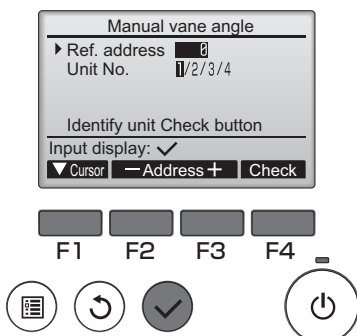 Manual vane angle
Ref. address 0
Unit No. 1/2/3/4
Identify unit Check button
Input display: ✓
▼ Cursor − Address + Check
F1 F2 F3 F4